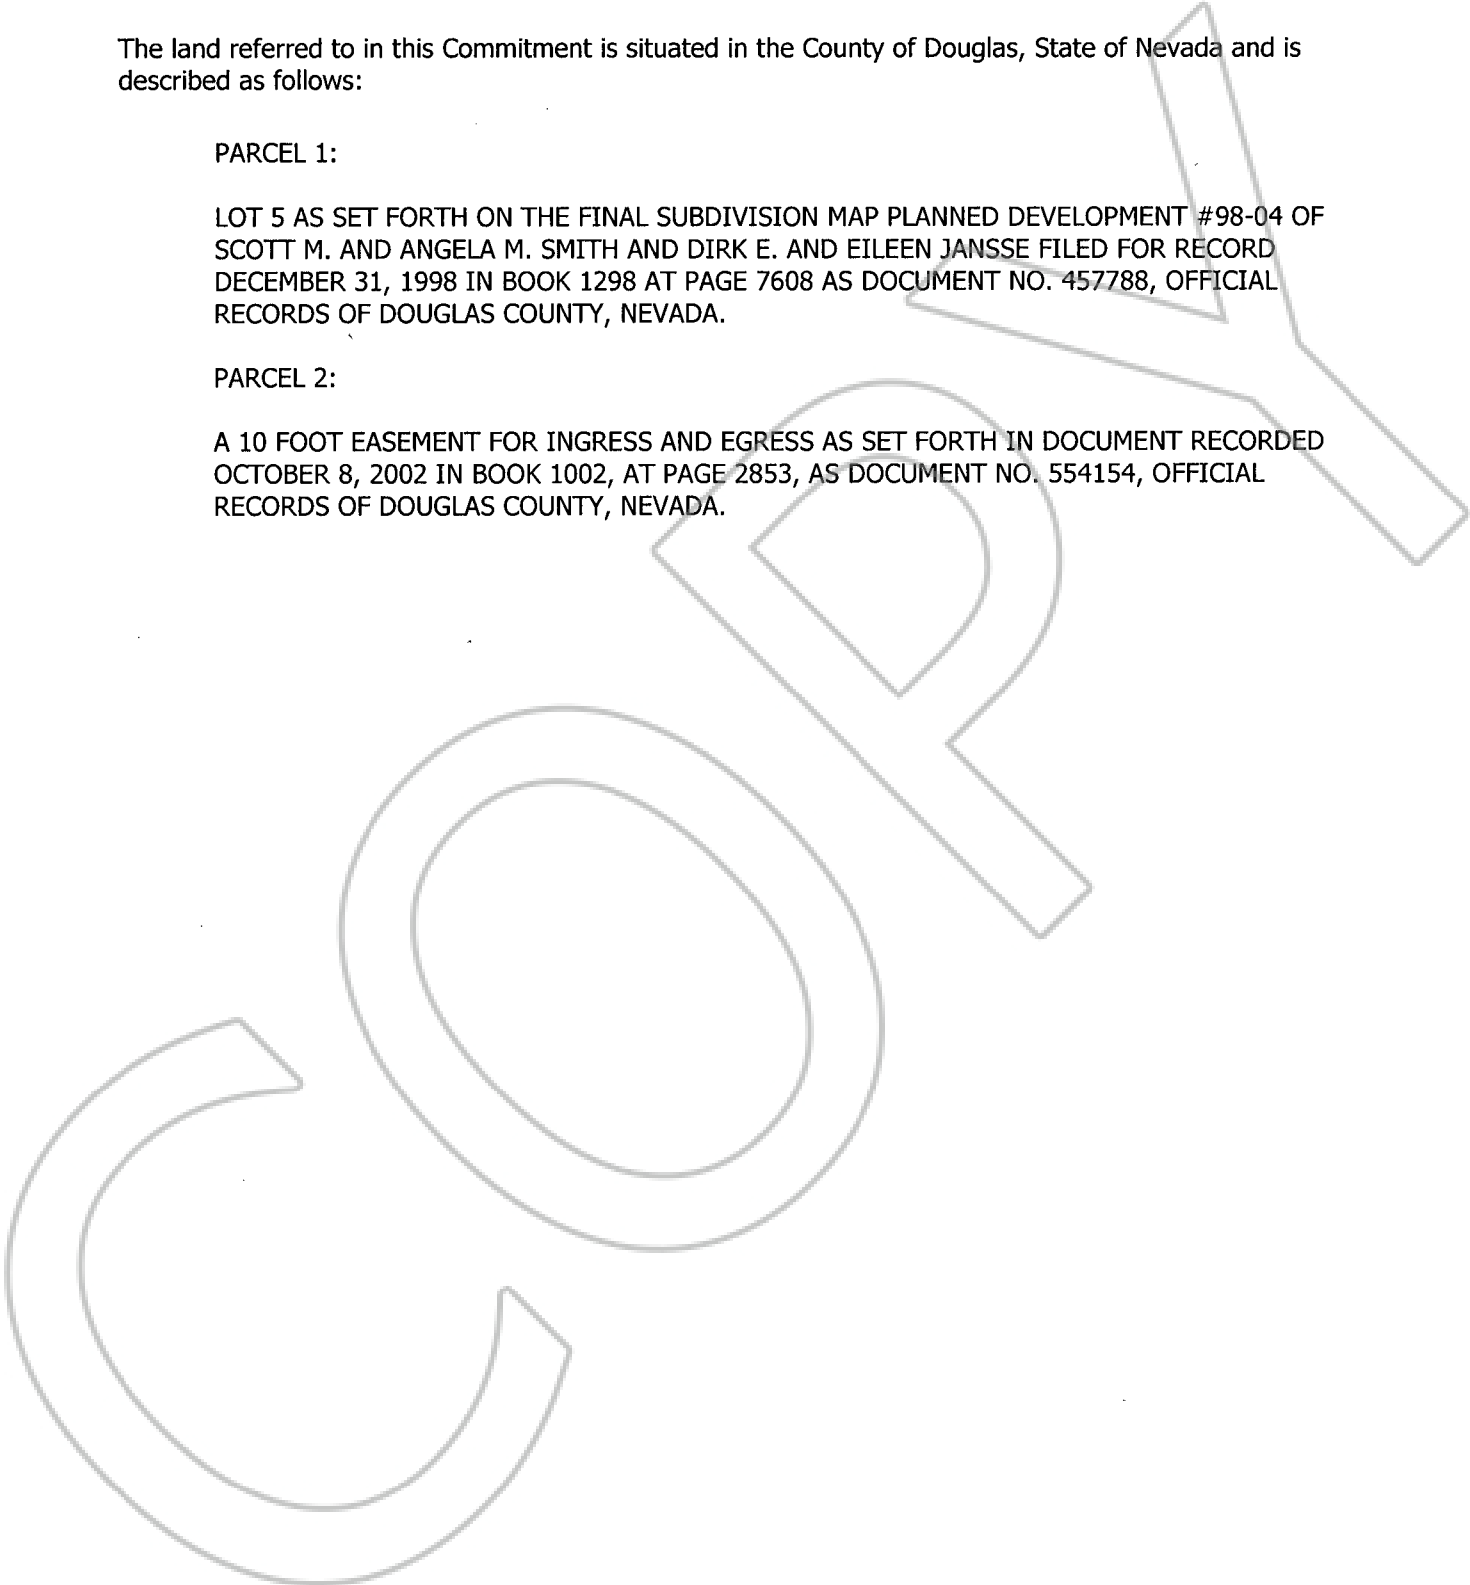 The land referred to in this Commitment is situated in the County of Douglas, State of Nevada and is
described as follows:
PARCEL 1:
LOT 5 AS SET FORTH ON THE FINAL SUBDIVISION MAP PLANNED DEVELOPMENT #98-04 OF
SCOTT M. AND ANGELA M. SMITH AND DIRK E. AND EILEEN JANSSE FILED FOR RECORD
DECEMBER 31, 1998 IN BOOK 1298 AT PAGE 7608 AS DOCUMENT NO. 457788, OFFICIAL
RECORDS OF DOUGLAS COUNTY, NEVADA.
PARCEL 2:
A 10 FOOT EASEMENT FOR INGRESS AND EGRESS AS SET FORTH IN DOCUMENT RECORDED
OCTOBER 8, 2002 IN BOOK 1002, AT PAGE 2853, AS DOCUMENT NO. 554154, OFFICIAL
RECORDS OF DOUGLAS COUNTY, NEVADA.
COPY